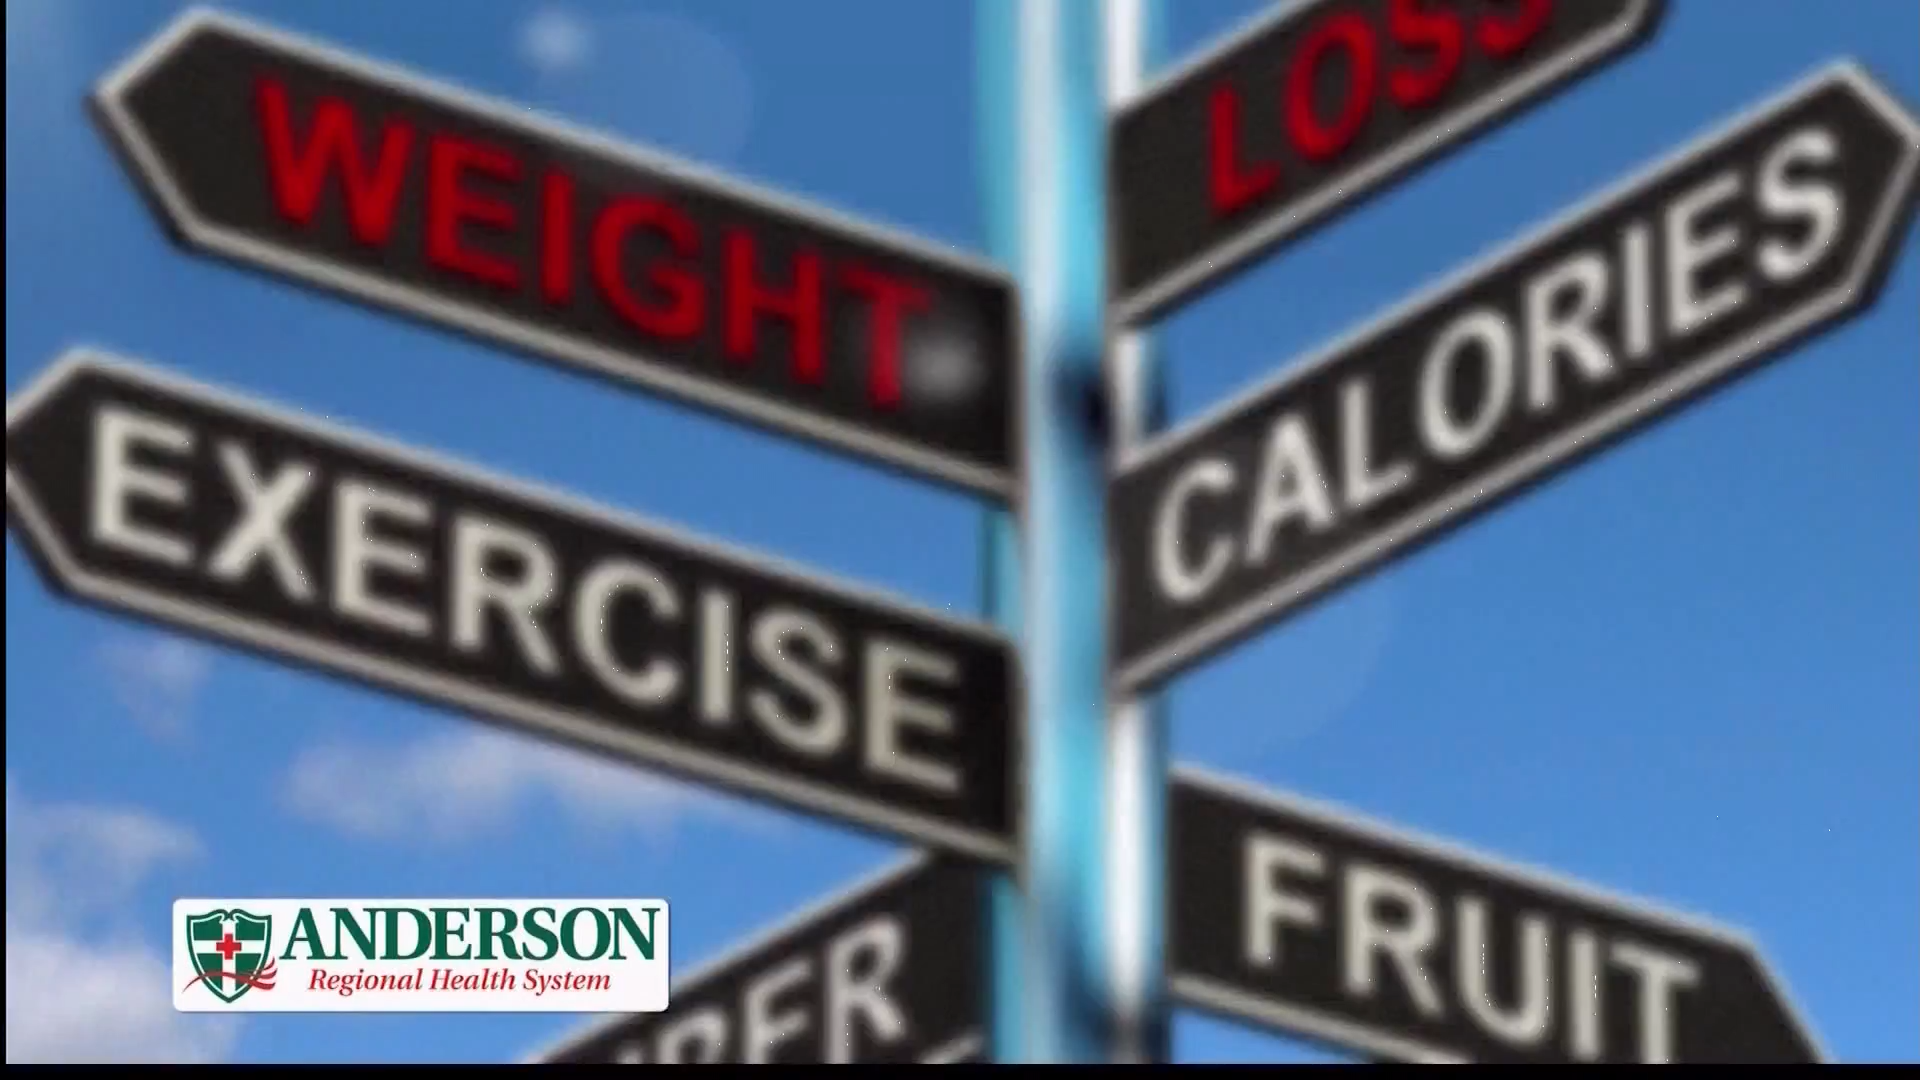 WEIGHT
LOSS
CALORIES
EXERCISE
FRUIT
ANDERSON
Regional Health System